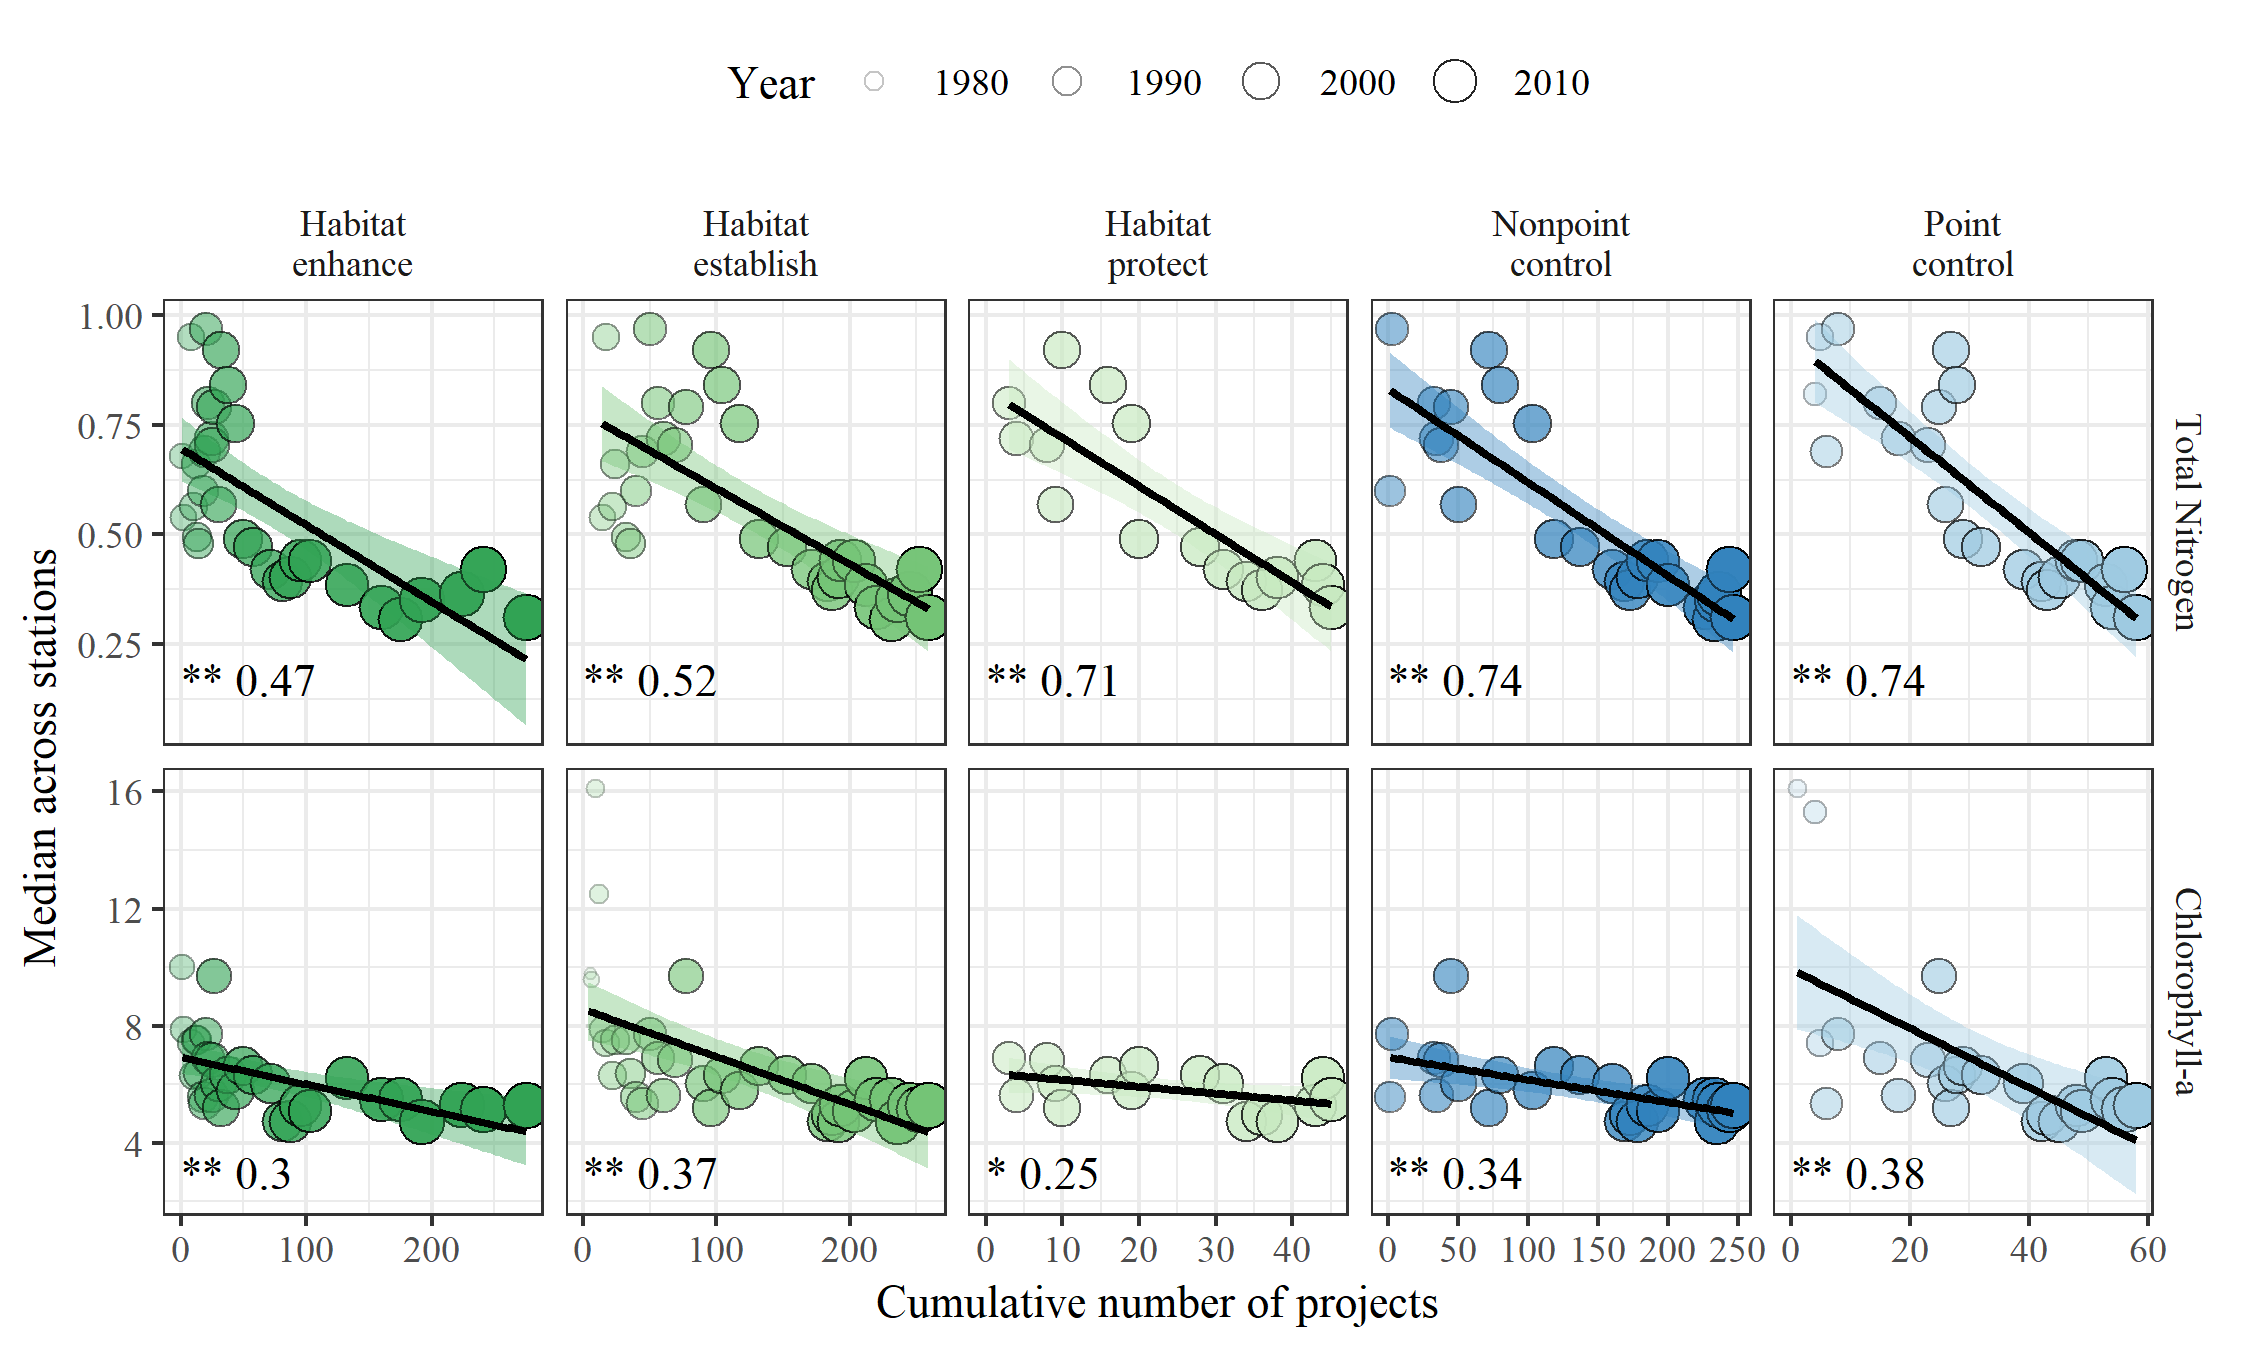 Year 1980 1990 2000 2010
Habitat enhance
Habitat establish
Habitat protect
Nonpoint control
Point control
Median across stations
1.00
0.75
0.50
0.25
** 0.47
** 0.52
** 0.71
** 0.74
** 0.74
Total Nitrogen
16
12
8
4
** 0.3
** 0.37
* 0.25
** 0.34
** 0.38
Chlorophyll-a
0 100 200
0 100 200
0 10 20 30 40
0 50 100 150 200 250
0 20 40 60
Cumulative number of projects